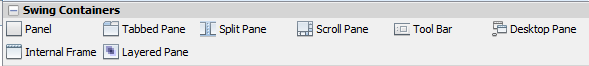 Swing Containers
Panel Tabbed Pane Split Pane Scroll Pane Tool Bar Desktop Pane
Internal Frame Layered Pane